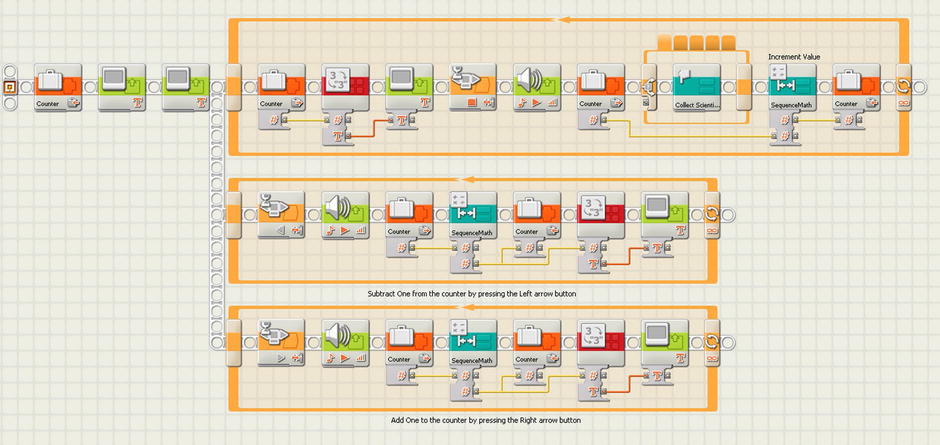 Increment Value
Counter
Counter
Counter
Collect Scienti...
SequenceMath
Counter
Counter
SequenceMath
Counter
Subtract One from the counter by pressing the Left arrow button
Counter
SequenceMath
Counter
Add One to the counter by pressing the Right arrow button